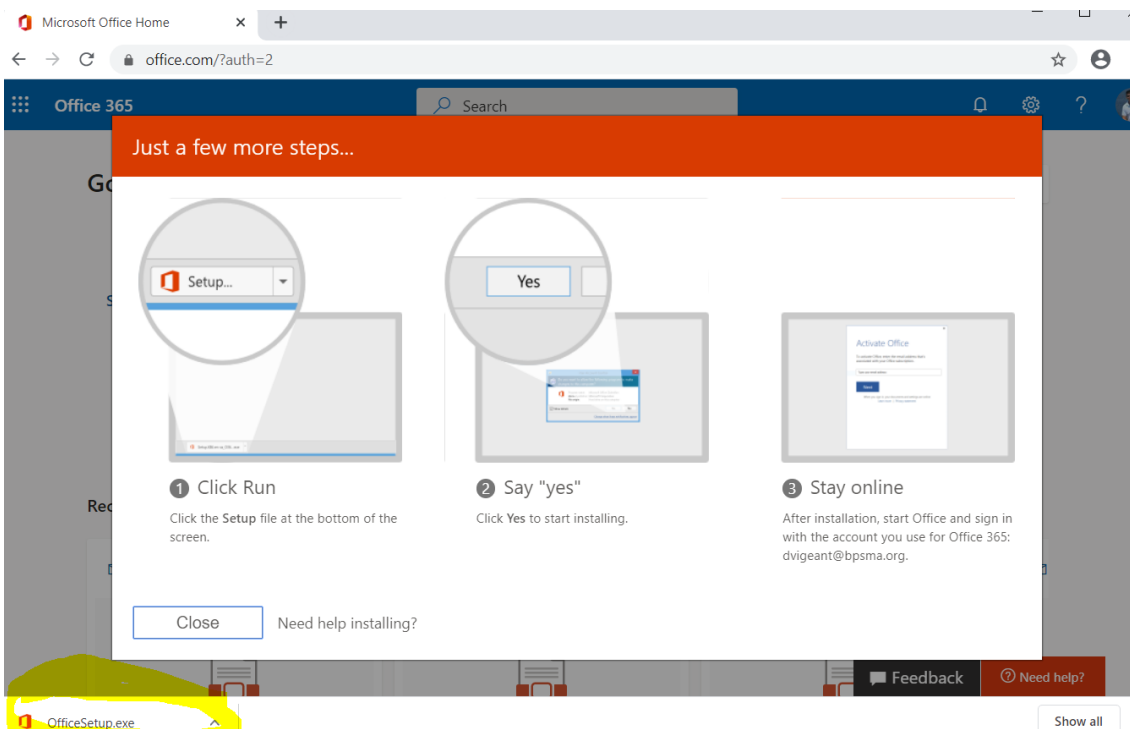 Microsoft Office Home
office.com/?auth=2
Office 365
Search
Just a few more steps...
Go
Setup...
Yes
Activate Office
S
1 Click Run
2 Say "yes"
3 Stay online
Rec
Click the Setup file at the bottom of the
screen.
Click Yes to start installing.
After installation, start Office and sign in
with the account you use for Office 365:
dvigeant@bpsma.org.
Close
Need help installing?
Feedback
Need help?
OfficeSetup.exe
Show all